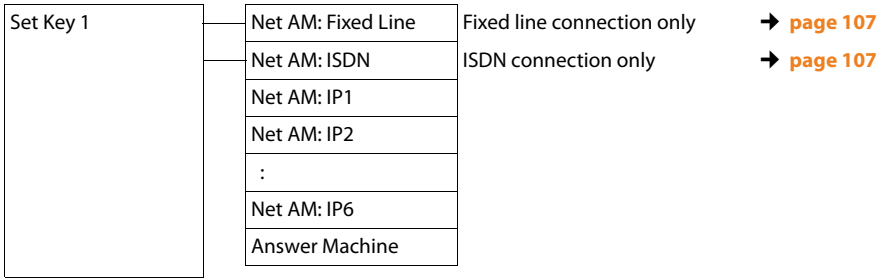 Set Key 1 Net AM: Fixed Line Fixed line connection only ➔ page 107
Net AM: ISDN ISDN connection only ➔ page 107
Net AM: IP1
Net AM: IP2
:
Net AM: IP6
Answer Machine